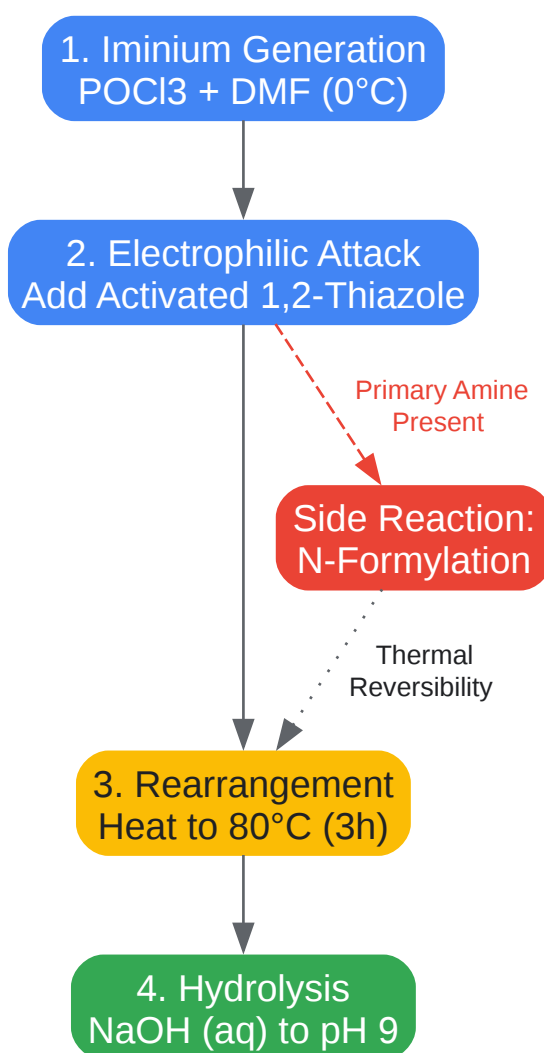 1. Iminium Generation
POCl3 + DMF (0°C)
2. Electrophilic Attack
Add Activated 1,2-Thiazole
Primary Amine
Present
Side Reaction:
N-Formylation
Thermal
Reversibility
3. Rearrangement
Heat to 80°C (3h)
4. Hydrolysis
NaOH (aq) to pH 9